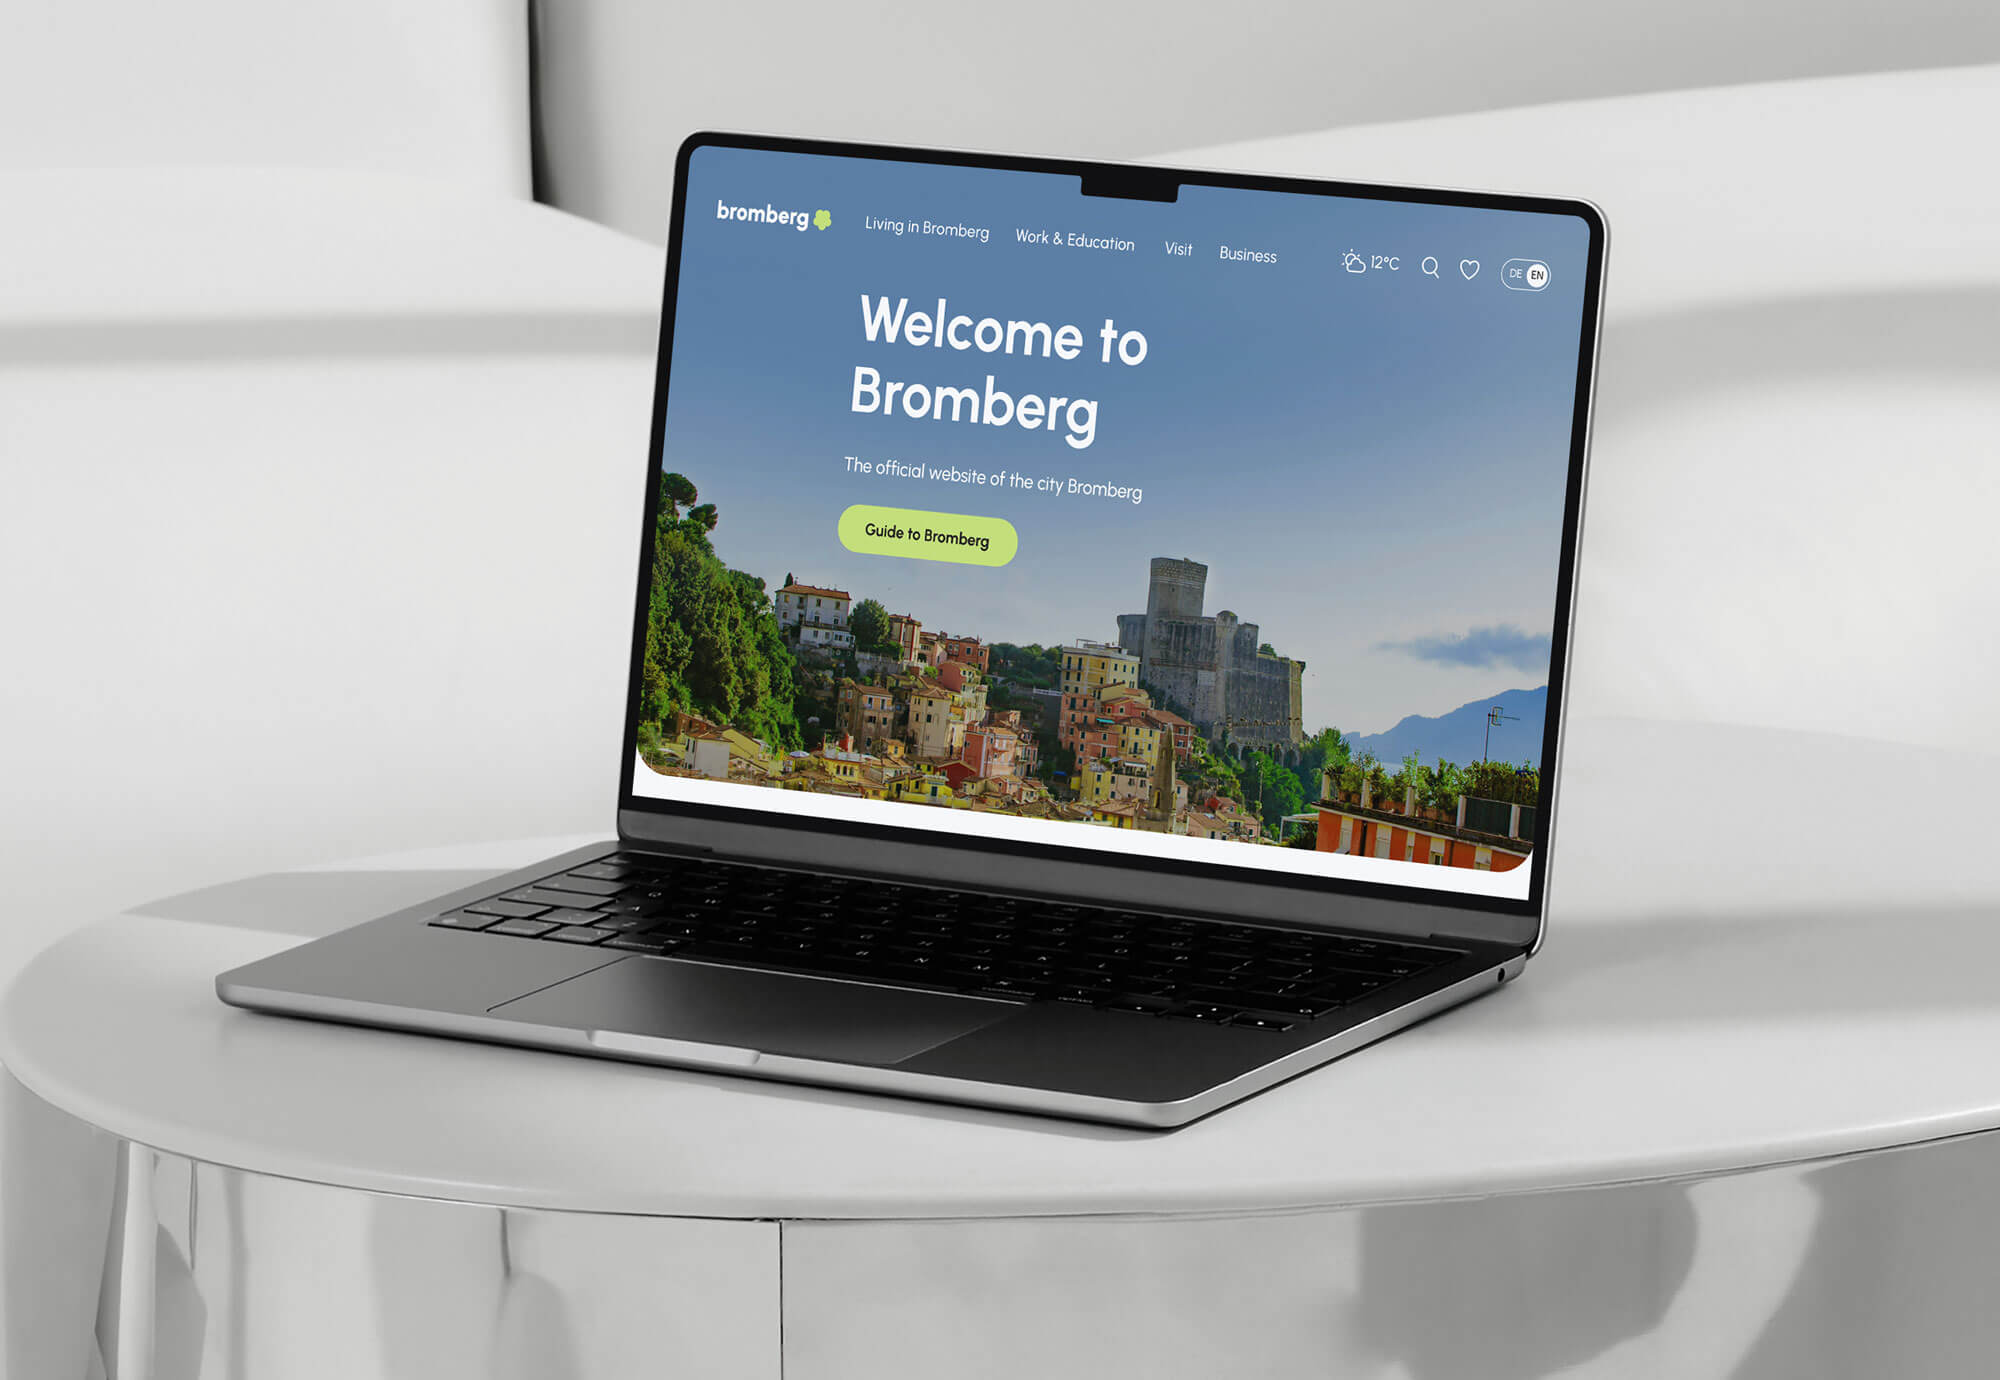 bromberg
Living in Bromberg
Work & Education
Visit
Business
12°C
DE EN
Welcome to
Bromberg
The official website of the city Bromberg
Guide to Bromberg